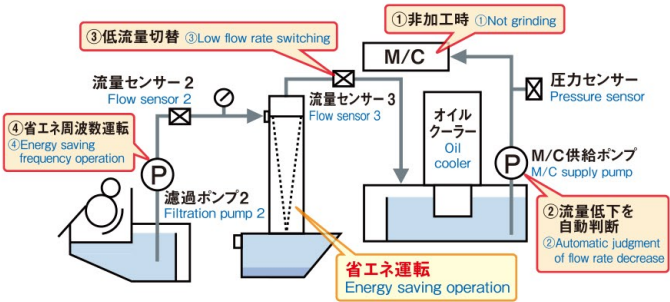 ①非加工時 ①Not grinding
③低流量切替 ③Low flow rate switching
M/C
流量センサー2
Flow sensor 2
流量センサー3
Flow sensor 3
圧力センサー
Pressure sensor
④省エネ周波数運転
④Energy saving
frequency operation
オイル
クーラー
Oil
cooler
P
P
M/C供給ポンプ
M/C supply pump
濾過ポンプ2
Filtration pump 2
②流量低下を
自動判断
②Automatic judgment
of flow rate decrease
省エネ運転
Energy saving operation